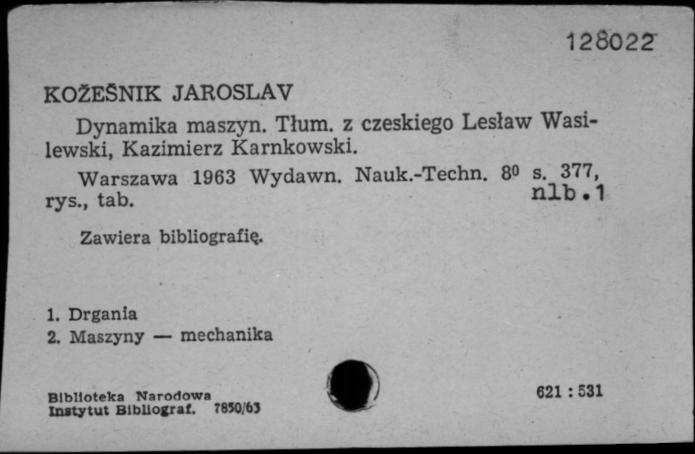 128022
KOŽEŠNIK JAROSLAV
Dynamika maszyn. Tłum. z czeskiego Lesław Wasi-
lewski, Kazimierz Karnkowski.
Warszawa 1963 Wydawn. Nauk.-Techn. 8⁰ s. 377,
rys., tab. nlb.1
Zawiera bibliografię.
1. Drgania
2. Maszyny — mechanika
Biblioteka Narodowa 621 : 531
Instytut Bibliograf. 7850/63